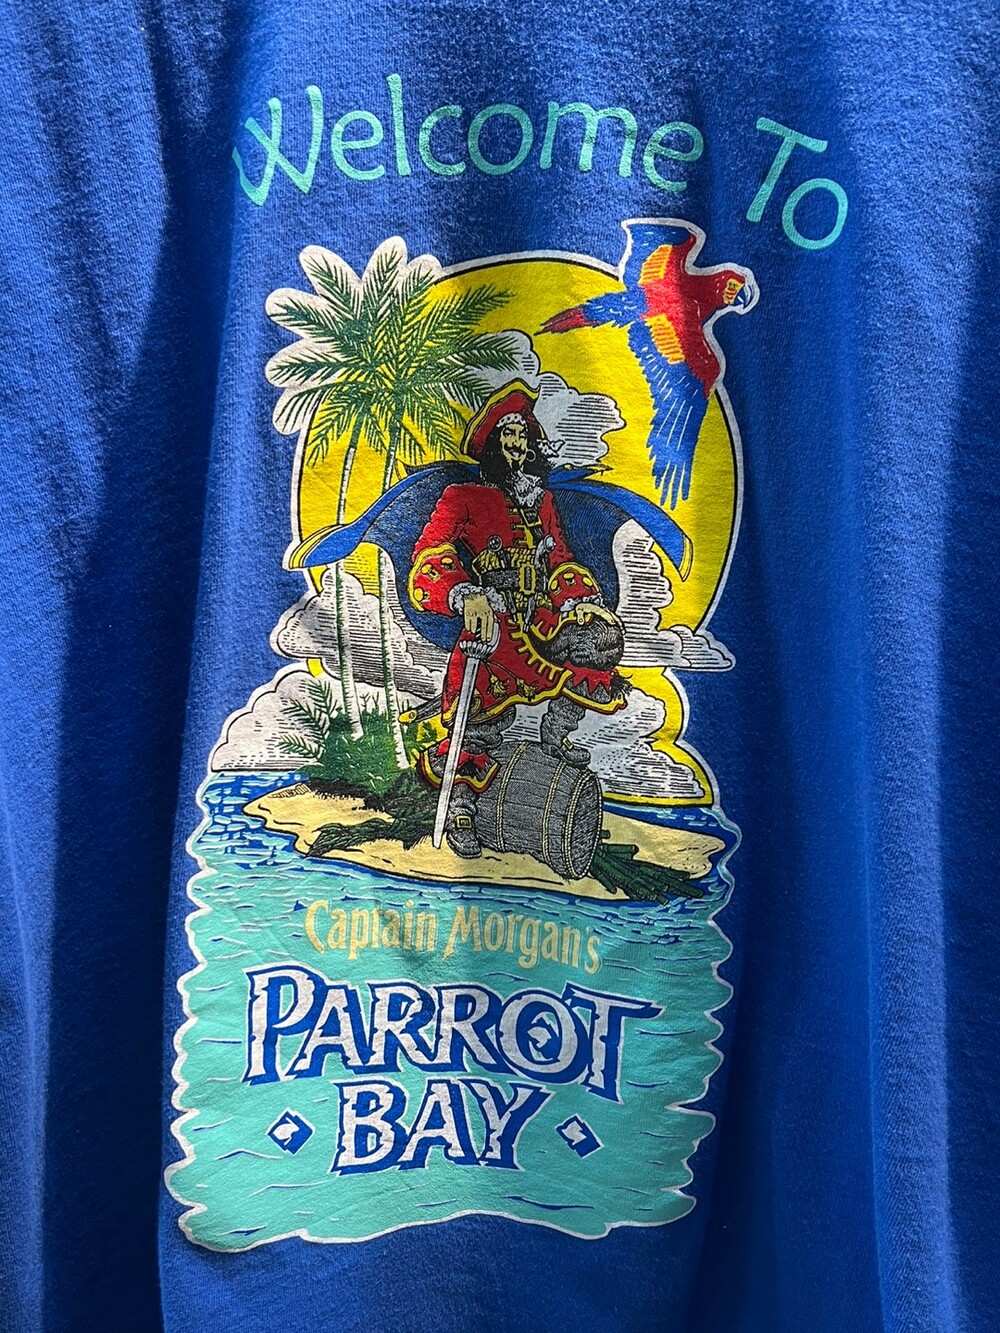 Welcome To
Captain Morgan's
PARROT
BAY